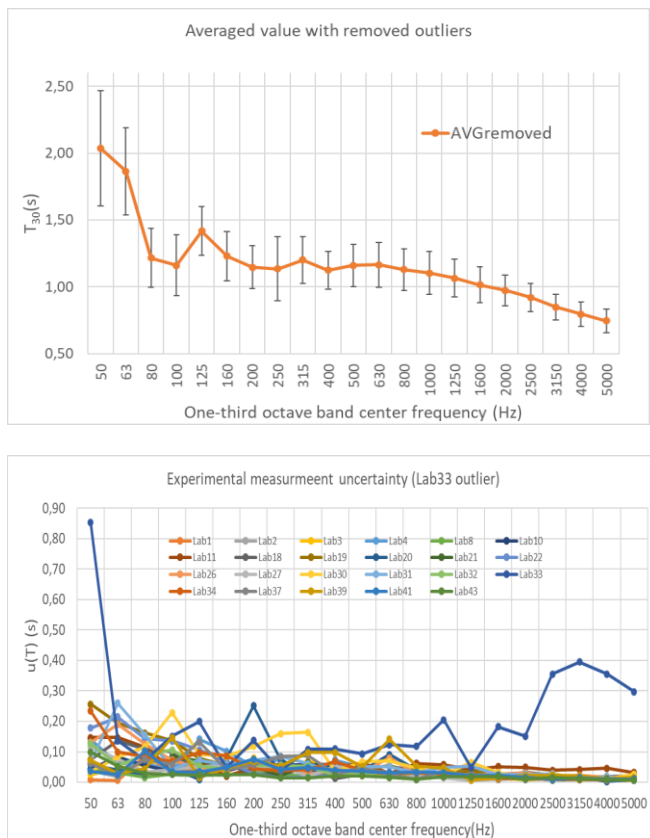 Averaged value with removed outliers
2,50
2,00
1,50
1,00
0,50
T30(s)
AVGremoved
50 63 80 100 125 160 200 250 315 400 500 630 800 1000 1250 1600 2000 2500 3150 4000 5000
One-third octave band center frequency (Hz)
Experimental measurmeent uncertainty (Lab33 outlier)
0,90
0,80
0,70
0,60
0,50
0,40
0,30
0,20
0,10
0,00
u(T) (s)
Lab1 Lab2 Lab3 Lab4 Lab8 Lab10
Lab11 Lab18 Lab19 Lab20 Lab21 Lab22
Lab26 Lab27 Lab30 Lab31 Lab32 Lab33
Lab34 Lab37 Lab39 Lab41 Lab43
50 63 80 100 125 160 200 250 315 400 500 630 800 1000 1250 1600 2000 2500 3150 4000 5000
One-third octave band center frequency(Hz)